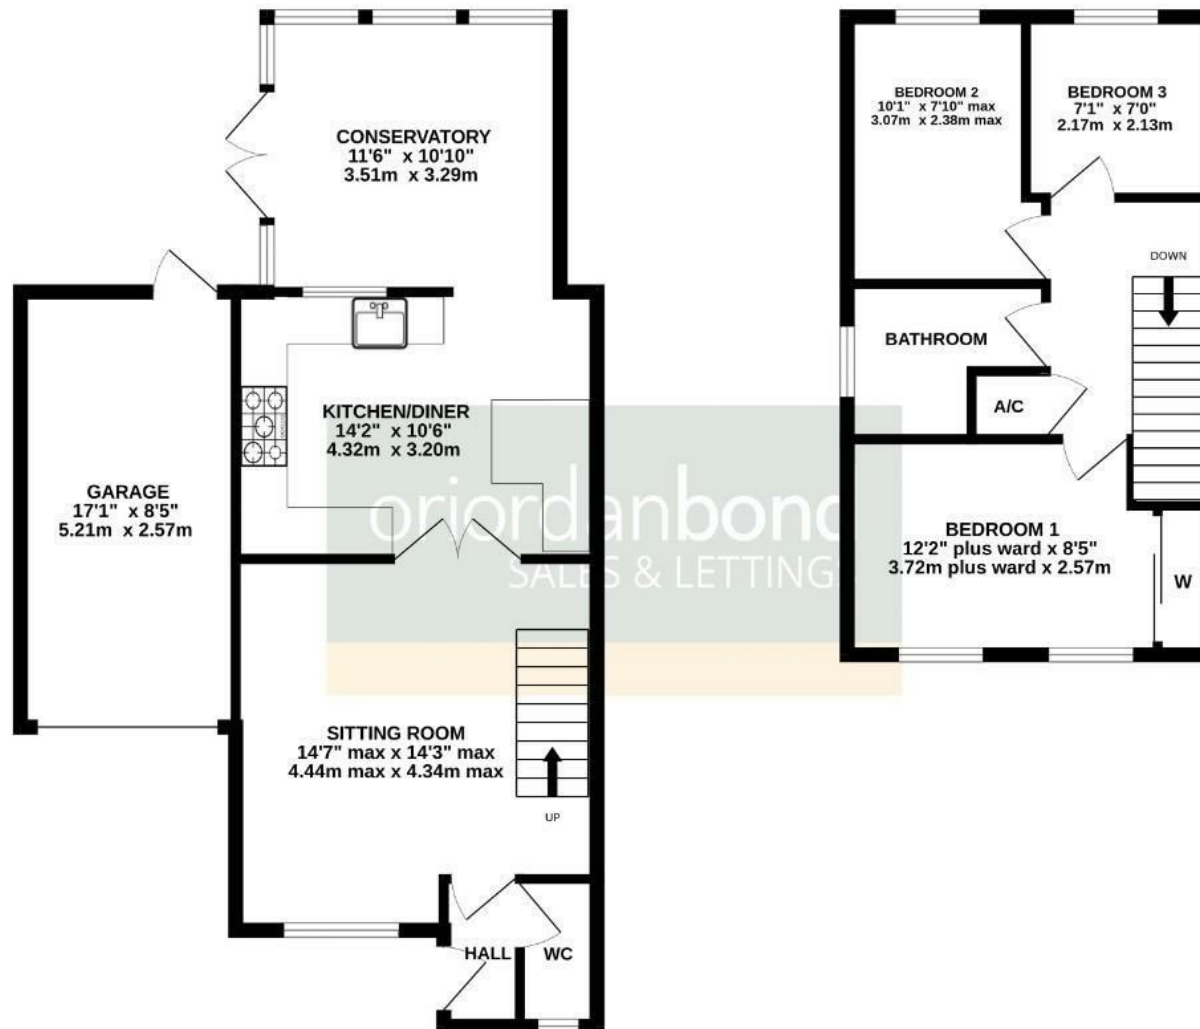 CONSERVATORY
11'6" x 10'10"
3.51m x 3.29m
KITCHEN/DINER
14'2" x 10'6"
4.32m x 3.20m
GARAGE
17'1" x 8'5"
5.21m x 2.57m
SITTING ROOM
14'7" max x 14'3" max
4.44m max x 4.34m max
UP
HALL
WC
oriordanbond
SALES & LETTINGS
BEDROOM 2
10'1" x 7'10" max
3.07m x 2.38m max
BEDROOM 3
7'1" x 7'0"
2.17m x 2.13m
DOWN
BATHROOM
A/C
BEDROOM 1
12'2" plus ward x 8'5"
3.72m plus ward x 2.57m
W